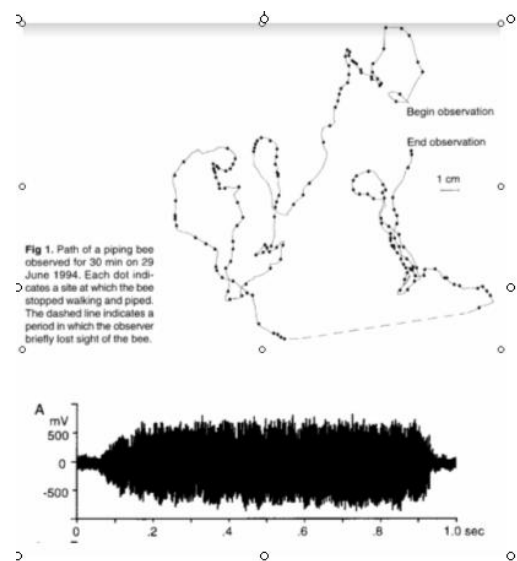 Begin observation
End observation
1 cm
Fig 1. Path of a piping bee
observed for 30 min on 29
June 1994. Each dot indi-
cates a site at which the bee
stopped walking and piped.
The dashed line indicates a
period in which the observer
briefly lost sight of the bee.
A
mV
500
0
-500
0 .2 .4 .6 .8 1.0 sec